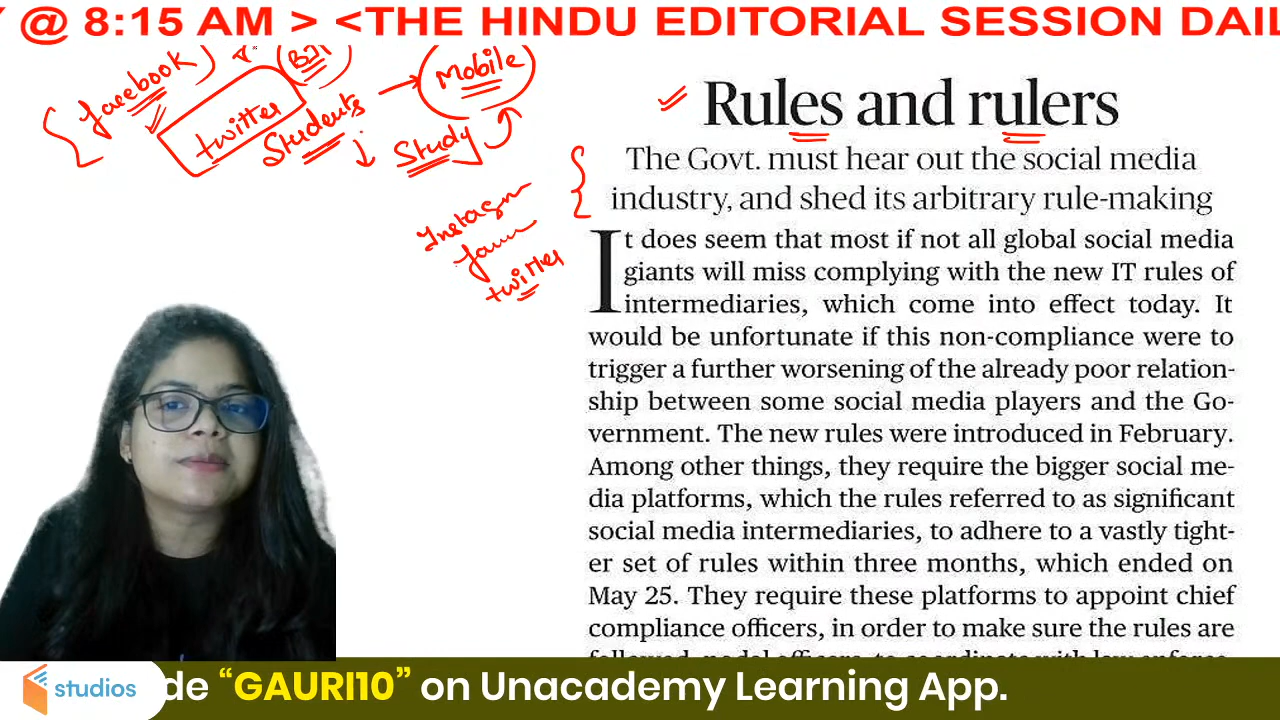 @ 8:15 AM > <THE HINDU EDITORIAL SESSION DAIL
facebook
twitter
BJP
Students
Mobile
Study
Instagram
twitter
Rules and rulers
The Govt. must hear out the social media
industry, and shed its arbitrary rule-making
It does seem that most if not all global social media
giants will miss complying with the new IT rules of
intermediaries, which come into effect today. It
would be unfortunate if this non-compliance were to
trigger a further worsening of the already poor relation-
ship between some social media players and the Go-
vernment. The new rules were introduced in February.
Among other things, they require the bigger social me-
dia platforms, which the rules referred to as significant
social media intermediaries, to adhere to a vastly tight-
er set of rules within three months, which ended on
May 25. They require these platforms to appoint chief
compliance officers, in order to make sure the rules are
studios
de “GAURI10” on Unacademy Learning App.